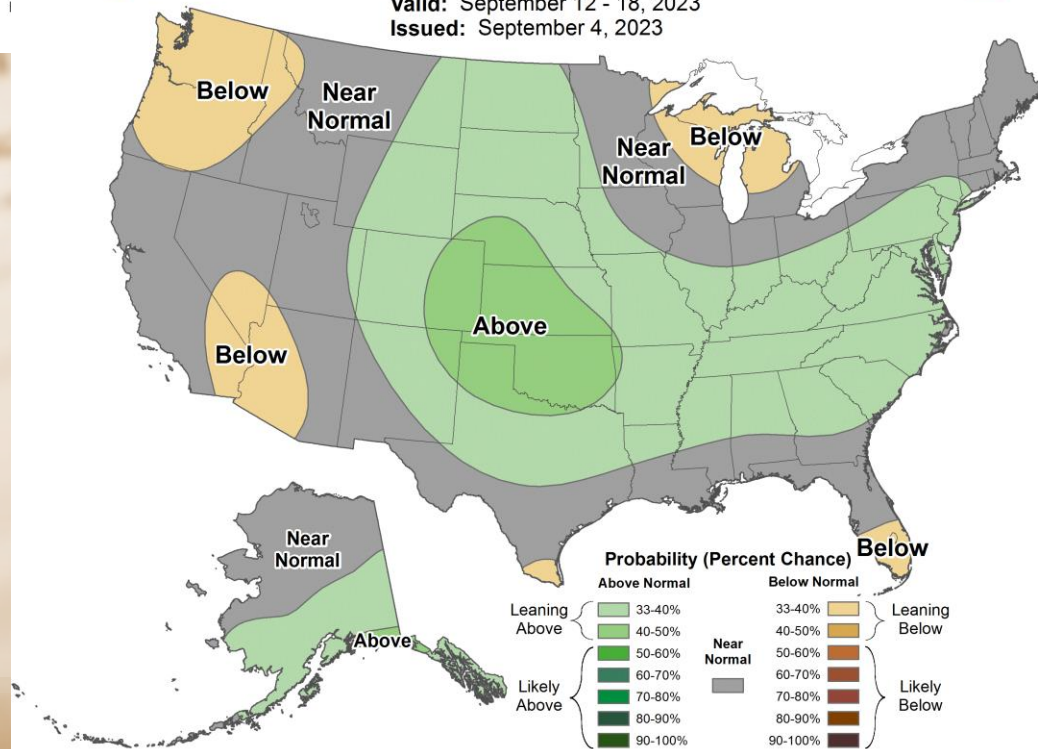 Valid: September 12 - 18, 2023
Issued: September 4, 2023
Below
Near
Normal
Near
Normal
Below
Above
Below
Near
Normal
Above
Below
Probability (Percent Chance)
Above Normal
Below Normal
Leaning
Above
33-40%
40-50%
Likely
Above
50-60%
60-70%
70-80%
80-90%
90-100%
Near
Normal
33-40%
40-50%
Leaning
Below
50-60%
60-70%
70-80%
80-90%
90-100%
Likely
Below